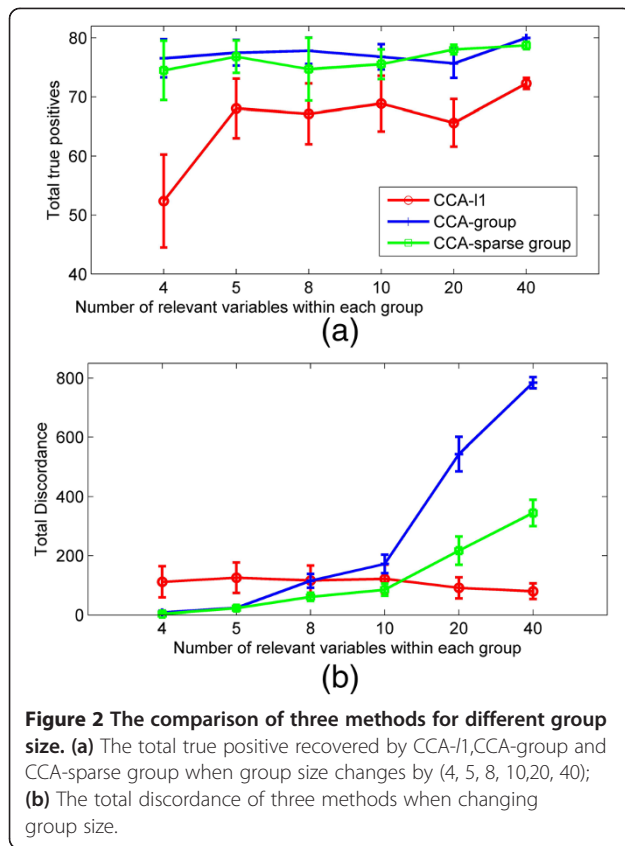 80
70
60
50
40
Total true positives
CCA-l1
CCA-group
CCA-sparse group
4 5 8 10 20 40
Number of relevant variables within each group
(a)
800
600
400
200
0
Total Discordance
4 5 8 10 20 40
Number of relevant variables within each group
(b)
Figure 2 The comparison of three methods for different group
size. (a) The total true positive recovered by CCA-l1,CCA-group and
CCA-sparse group when group size changes by (4, 5, 8, 10,20, 40);
(b) The total discordance of three methods when changing
group size.